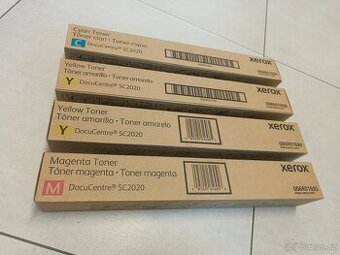 Cyan Toner
Tóner cian • Toner ciano
C DocuCentre® SC2020
xerox
Yellow Toner
Tóner amarillo • Toner amarelo
Y DocuCentre® SC2020
xerox
Yellow Toner
Tóner amarillo • Toner amarelo
Y DocuCentre® SC2020
xerox
Magenta Toner
Tóner magenta • Toner magenta
M DocuCentre® SC2020
xerox
006R01695